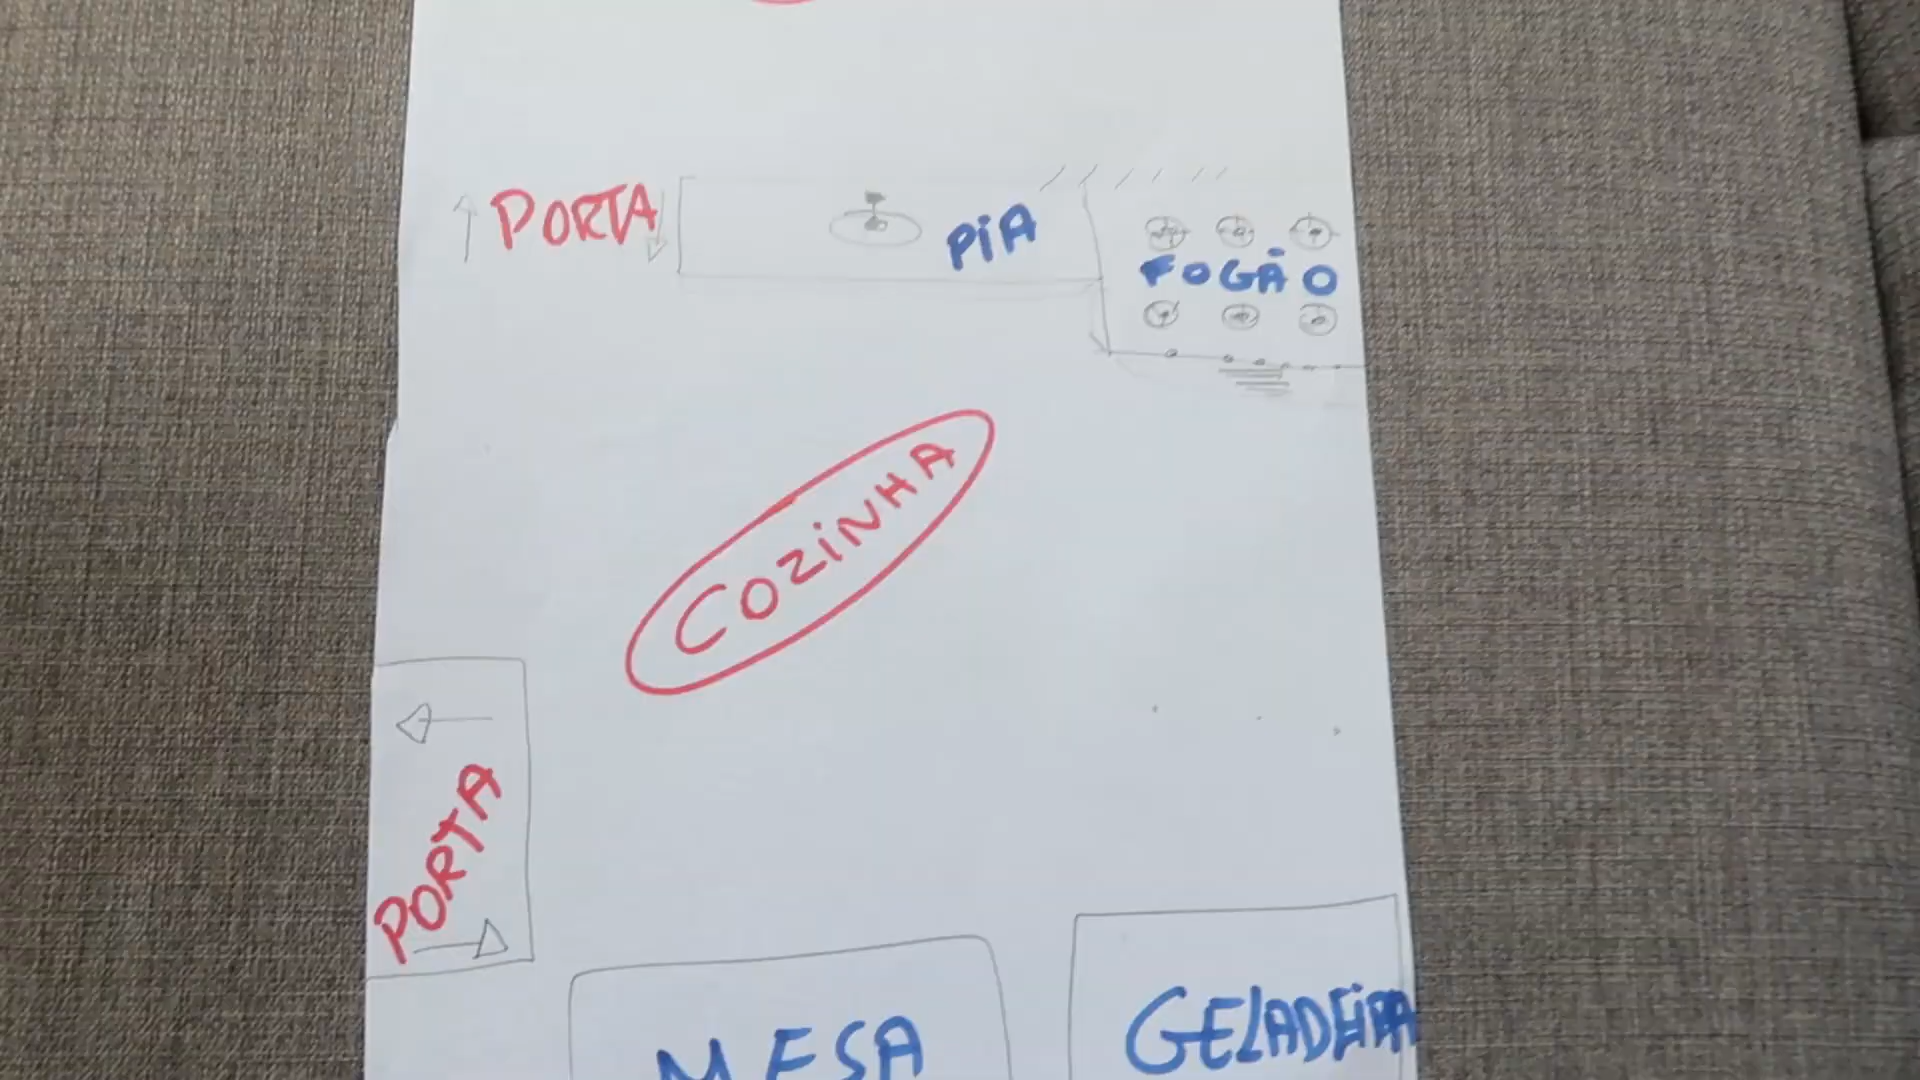 PORTA
PiA
FOGÃO
COZiNHA
PORTA
MESA
GELADEiRA